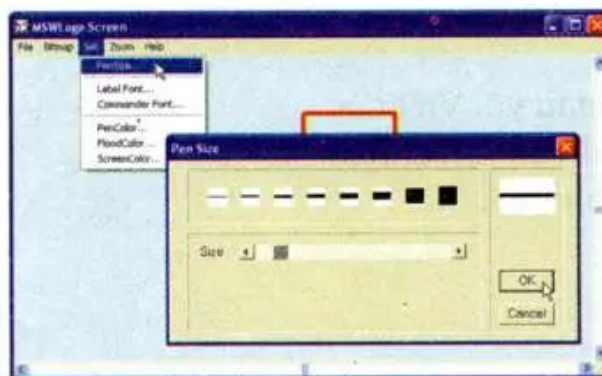 MSWLogo Screen
File Bitmap Set Zoom Help
PenSize...
Label Font...
Commander Font...
PenColor...
FloodColor...
ScreenColor...
Pen Size
Size
OK
Cancel